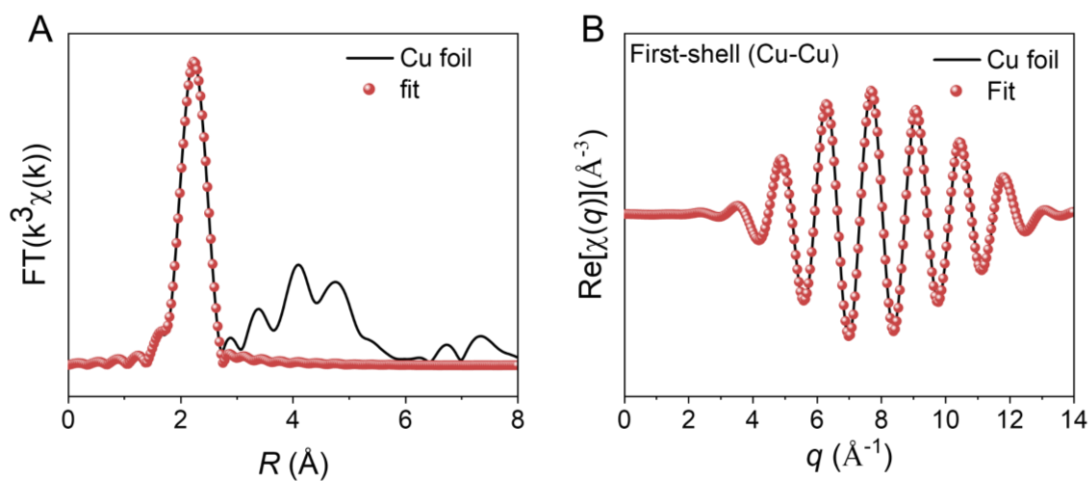 A
Cu foil
fit
FT(k³χ(k))
0 2 4 6 8
R (Å)
B
First-shell (Cu-Cu)
Cu foil
Fit
Re[χ(q)](Å⁻³)
0 2 4 6 8 10 12 14
q (Å⁻¹)